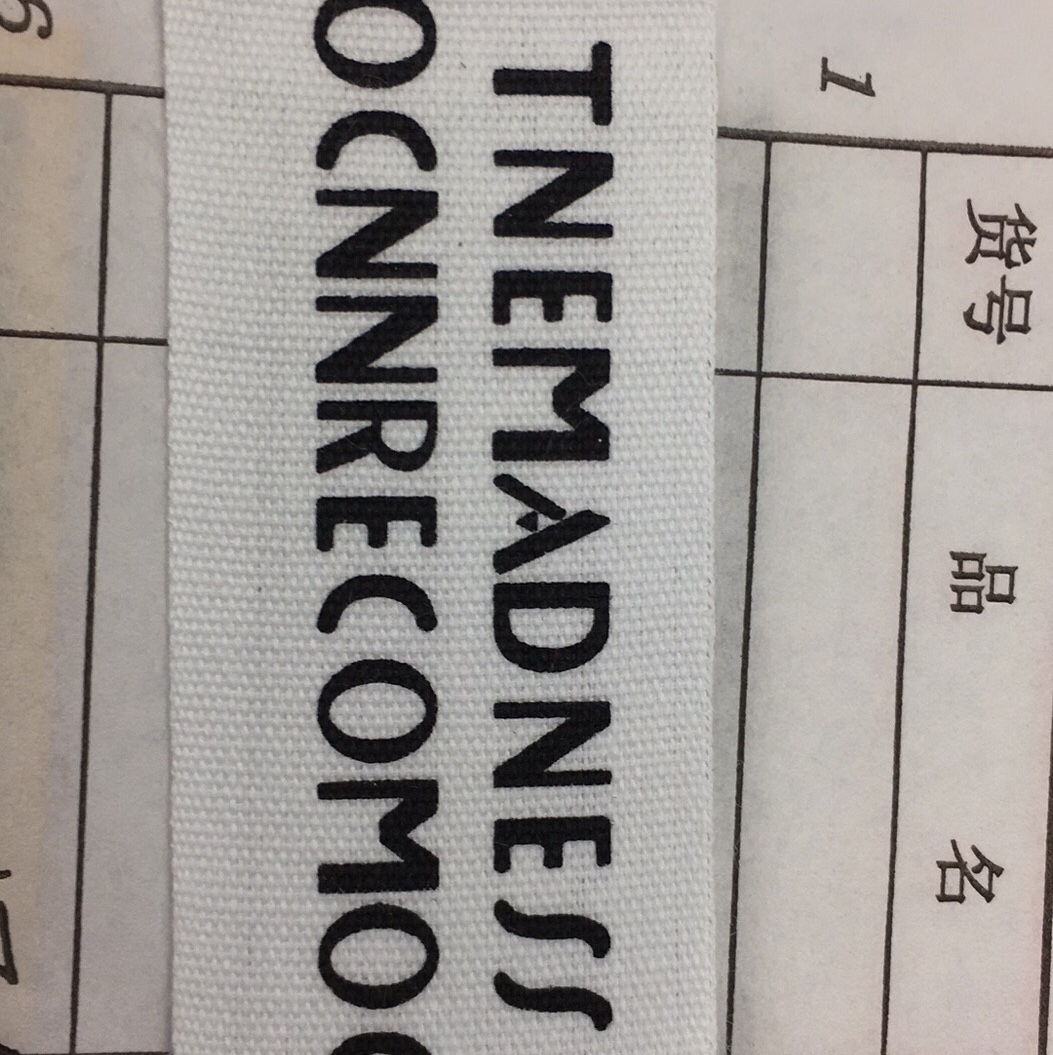 货号 品 名
1
TNEMADNESS
OCNNRECOMO